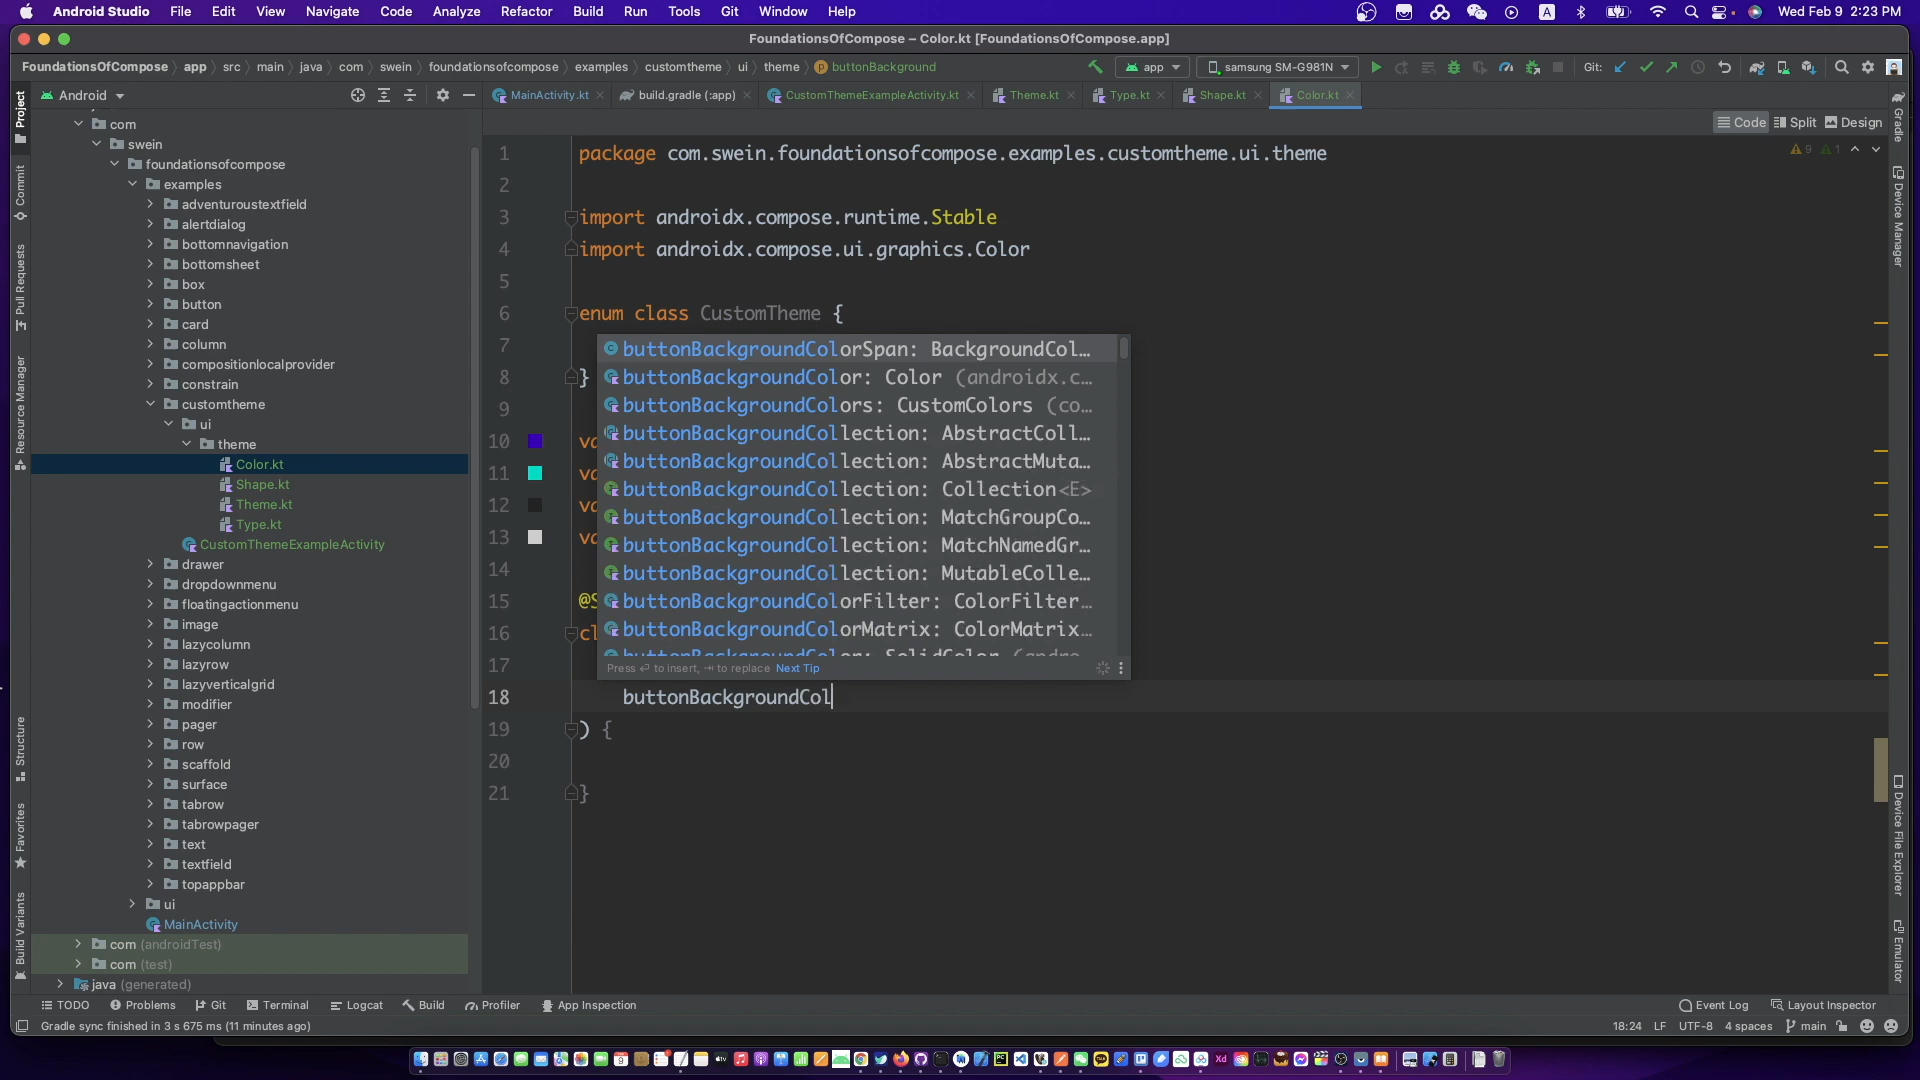 Android Studio File Edit View Navigate Code Analyze Refactor Build Run Tools Git Window Help Wed Feb 9 2:23 PM
FoundationsOfCompose – Color.kt [FoundationsOfCompose.app]
FoundationsOfCompose app src main java com swein foundationsofcompose examples customtheme ui theme buttonBackground app samsung SM-G981N Git:
Android
MainActivity.kt build.gradle (:app) CustomThemeExampleActivity.kt Theme.kt Type.kt Shape.kt Color.kt
Code Split Design
Project
Commit
Pull Requests
Resource Manager
Structure
Favorites
Build Variants
com
swein
foundationsofcompose
examples
adventuroustextfield
alertdialog
bottomnavigation
bottomsheet
box
button
card
column
compositionlocalprovider
constrain
customtheme
ui
theme
Color.kt
Shape.kt
Theme.kt
Type.kt
CustomThemeExampleActivity
drawer
dropdownmenu
floatingactionmenu
image
lazycolumn
lazyrow
lazyverticalgrid
modifier
pager
row
scaffold
surface
tabrow
tabrowpager
text
textfield
topappbar
ui
MainActivity
com (androidTest)
com (test)
java (generated)
1 package com.swein.foundationsofcompose.examples.customtheme.ui.theme
9 1
2
3 import androidx.compose.runtime.Stable
4 import androidx.compose.ui.graphics.Color
5
6 enum class CustomTheme {
7
8 }
9
10 va
11 va
12 va
13 va
14
15 @S
16 cl
17
18 buttonBackgroundCol
19 ) {
20
21 }
buttonBackgroundColorSpan: BackgroundCol…
buttonBackgroundColor: Color (androidx.c…
buttonBackgroundColors: CustomColors (co…
buttonBackgroundCollection: AbstractColl…
buttonBackgroundCollection: AbstractMuta…
buttonBackgroundCollection: Collection<E>
buttonBackgroundCollection: MatchGroupCo…
buttonBackgroundCollection: MatchNamedGr…
buttonBackgroundCollection: MutableColle…
buttonBackgroundColorFilter: ColorFilter…
buttonBackgroundColorMatrix: ColorMatrix…
buttonBackgroundColor: SolidColor (andro…
Press ↵ to insert, ⇥ to replace Next Tip
Gradle
Device Manager
Device File Explorer
Emulator
TODO Problems Git Terminal Logcat Build Profiler App Inspection Event Log Layout Inspector
Gradle sync finished in 3 s 675 ms (11 minutes ago) 18:24 LF UTF-8 4 spaces main